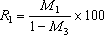 R₁ = M₁ / (1 − M₃) × 100